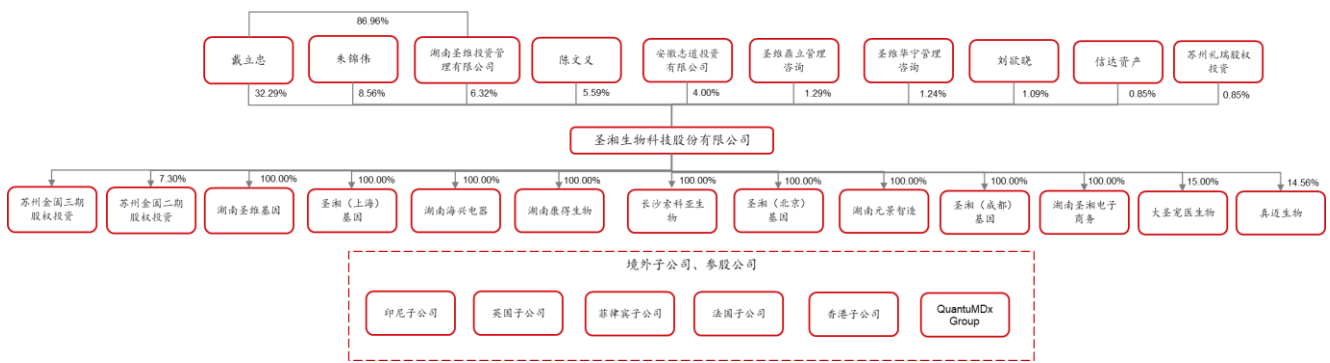 86.96%
戴立忠
朱锦伟
湖南圣维投资管
理有限公司
陈文义
安徽志道投资
有限公司
圣维鼎立管理
咨询
圣维华宁管理
咨询
刘欲晓
信达资产
苏州礼瑞股权
投资
32.29%
8.56%
6.32%
5.59%
4.00%
1.29%
1.24%
1.09%
0.85%
0.85%
圣湘生物科技股份有限公司
7.30%
100.00%
100.00%
100.00%
100.00%
100.00%
100.00%
100.00%
100.00%
100.00%
15.00%
14.56%
苏州金阖三期
股权投资
苏州金阖二期
股权投资
湖南圣维基因
圣湘（上海）
基因
湖南海兴电器
湖南康得生物
长沙索科亚生
物
圣湘（北京）
基因
湖南元景智造
圣湘（成都）
基因
湖南圣湘电子
商务
大圣宠医生物
真迈生物
境外子公司、参股公司
印尼子公司
英国子公司
菲律宾子公司
法国子公司
香港子公司
QuantuMDx
Group